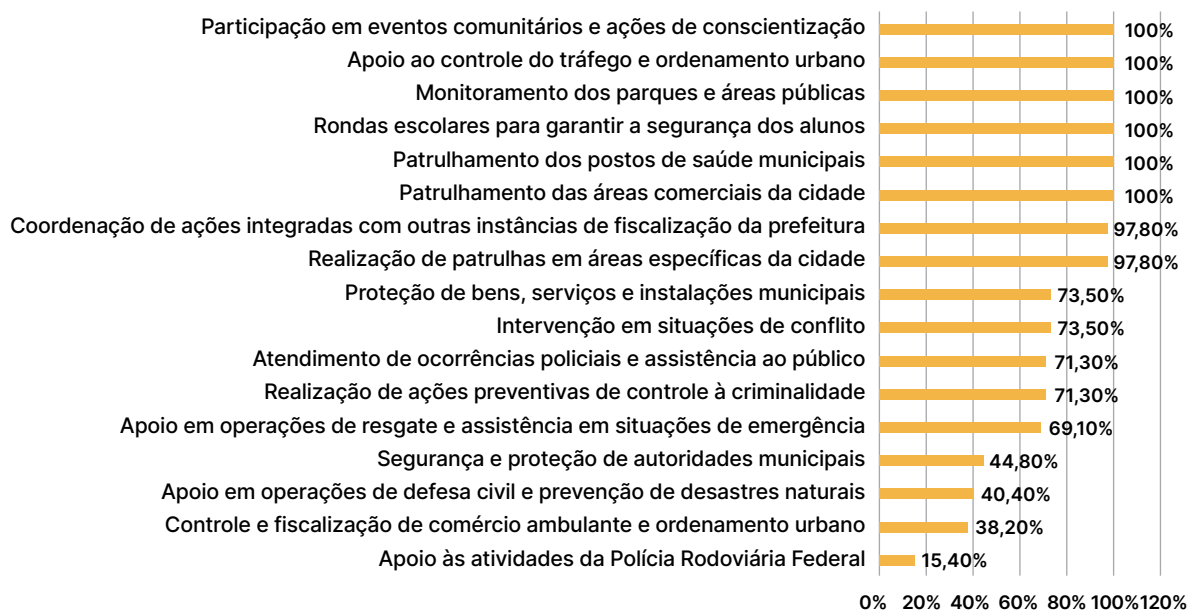 Participação em eventos comunitários e ações de conscientização 100%
Apoio ao controle do tráfego e ordenamento urbano 100%
Monitoramento dos parques e áreas públicas 100%
Rondas escolares para garantir a segurança dos alunos 100%
Patrulhamento dos postos de saúde municipais 100%
Patrulhamento das áreas comerciais da cidade 100%
Coordenação de ações integradas com outras instâncias de fiscalização da prefeitura 97,80%
Realização de patrulhas em áreas específicas da cidade 97,80%
Proteção de bens, serviços e instalações municipais 73,50%
Intervenção em situações de conflito 73,50%
Atendimento de ocorrências policiais e assistência ao público 71,30%
Realização de ações preventivas de controle à criminalidade 71,30%
Apoio em operações de resgate e assistência em situações de emergência 69,10%
Segurança e proteção de autoridades municipais 44,80%
Apoio em operações de defesa civil e prevenção de desastres naturais 40,40%
Controle e fiscalização de comércio ambulante e ordenamento urbano 38,20%
Apoio às atividades da Polícia Rodoviária Federal 15,40%
0% 20% 40% 60% 80% 100% 120%